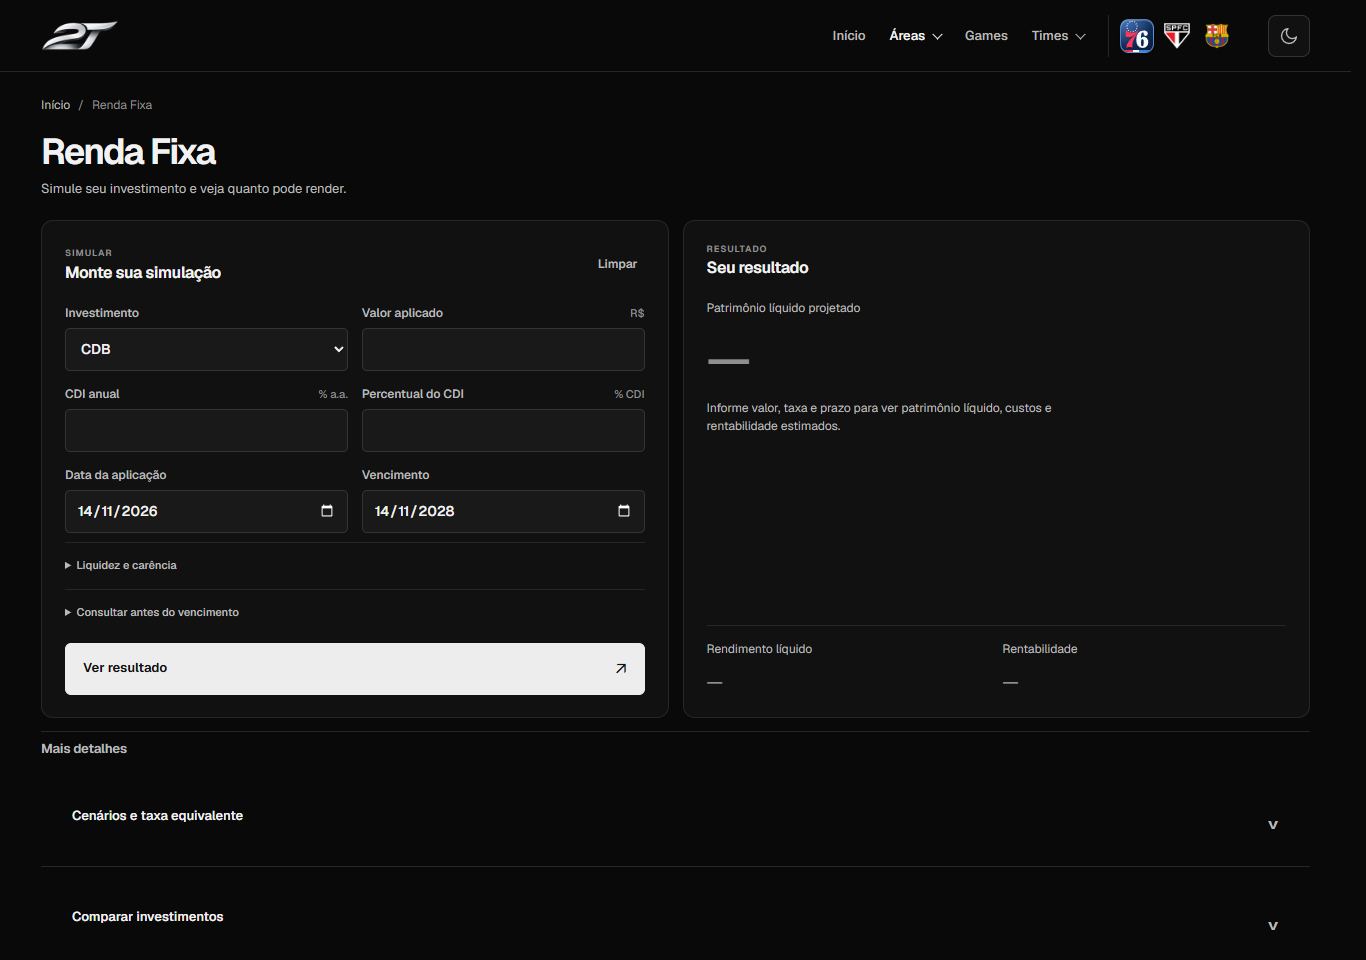 2T
Início
Áreas
Games
Times
76
SPFC
Início / Renda Fixa
Renda Fixa
Simule seu investimento e veja quanto pode render.
SIMULAR
Monte sua simulação
Limpar
Investimento
CDB
Valor aplicado R$
CDI anual % a.a.
Percentual do CDI % CDI
Data da aplicação
14/11/2026
Vencimento
14/11/2028
Liquidez e carência
Consultar antes do vencimento
Ver resultado
RESULTADO
Seu resultado
Patrimônio líquido projetado
—
Informe valor, taxa e prazo para ver patrimônio líquido, custos e
rentabilidade estimados.
Rendimento líquido
—
Rentabilidade
—
Mais detalhes
Cenários e taxa equivalente
v
Comparar investimentos
v